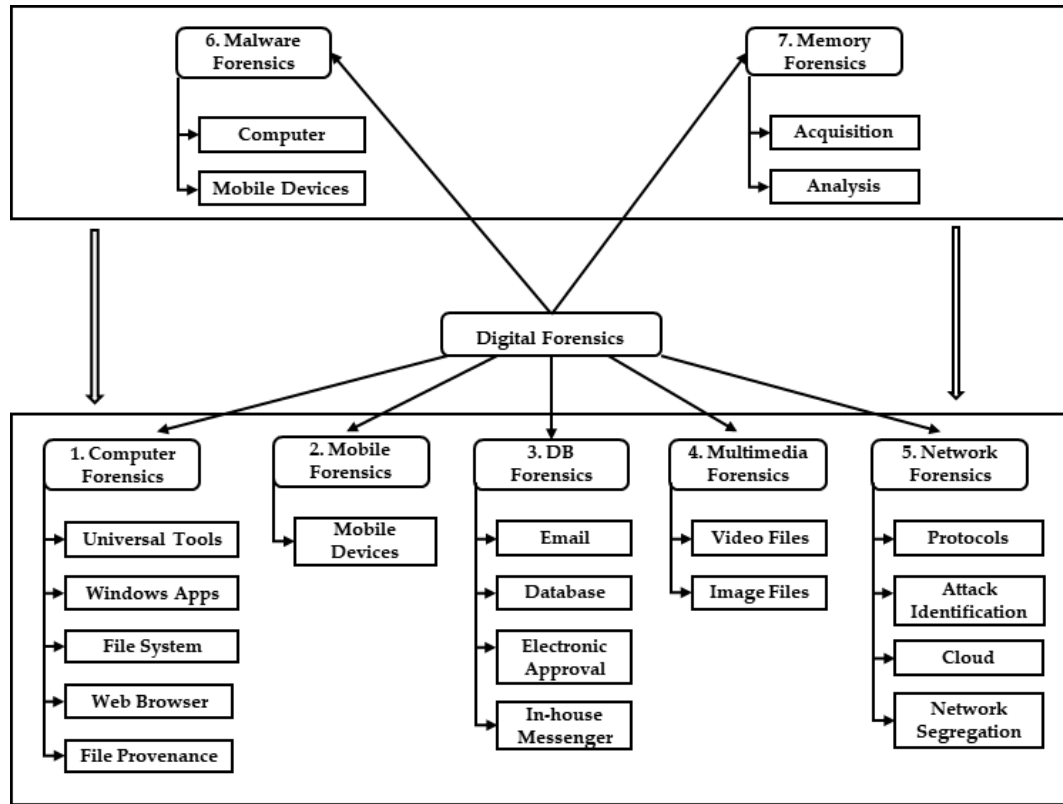 6. Malware
Forensics
Computer
Mobile Devices
7. Memory
Forensics
Acquisition
Analysis
Digital Forensics
1. Computer
Forensics
Universal Tools
Windows Apps
File System
Web Browser
File Provenance
2. Mobile
Forensics
Mobile
Devices
3. DB
Forensics
Email
Database
Electronic
Approval
In-house
Messenger
4. Multimedia
Forensics
Video Files
Image Files
5. Network
Forensics
Protocols
Attack
Identification
Cloud
Network
Segregation